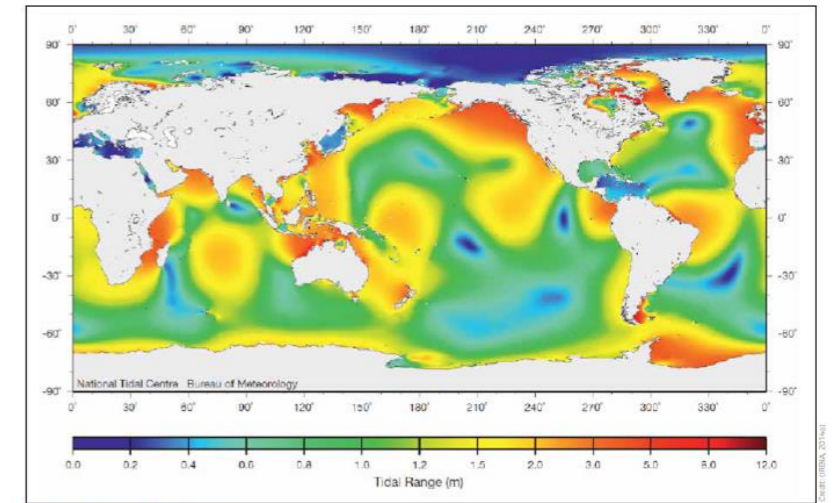 0° 30° 60° 90° 120° 150° 180° 210° 240° 270° 300° 330° 0°
90° 90°
60° 60°
30° 30°
0° 0°
-30° -30°
-60° -60°
National Tidal Centre Bureau of Meteorology
-90° -90°
0° 30° 60° 90° 120° 150° 180° 210° 240° 270° 300° 330° 0°
0.0 0.2 0.4 0.6 0.8 1.0 1.2 1.5 2.0 3.0 5.0 8.0 12.0
Tidal Range (m)